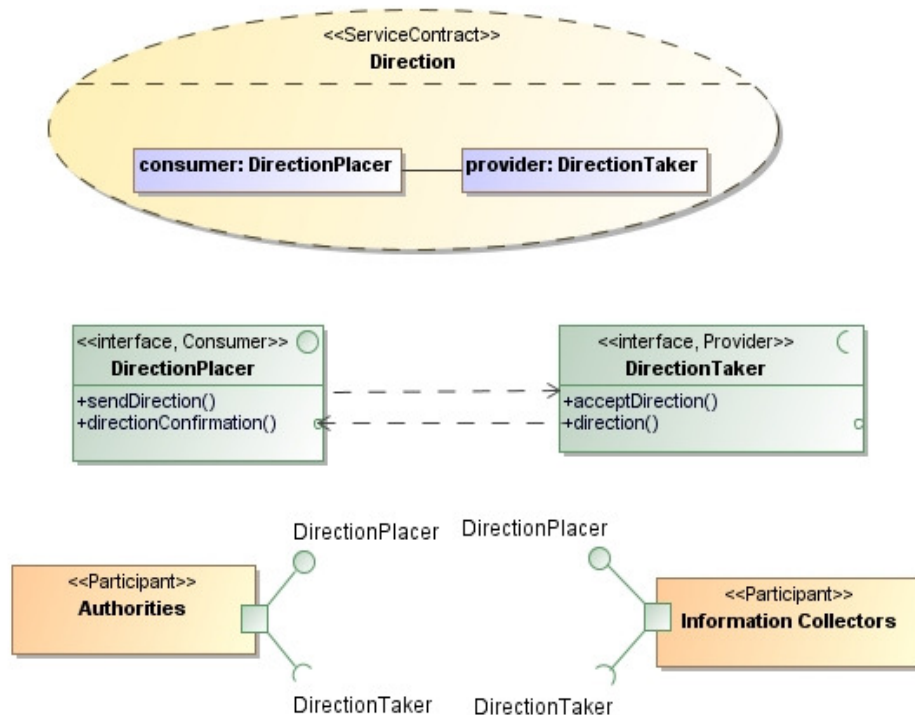 <<ServiceContract>>
Direction
consumer: DirectionPlacer
provider: DirectionTaker
<<interface, Consumer>>
DirectionPlacer
+sendDirection()
+directionConfirmation()
<<interface, Provider>>
DirectionTaker
+acceptDirection()
+direction()
DirectionPlacer
DirectionPlacer
<<Participant>>
Authorities
<<Participant>>
Information Collectors
DirectionTaker
DirectionTaker